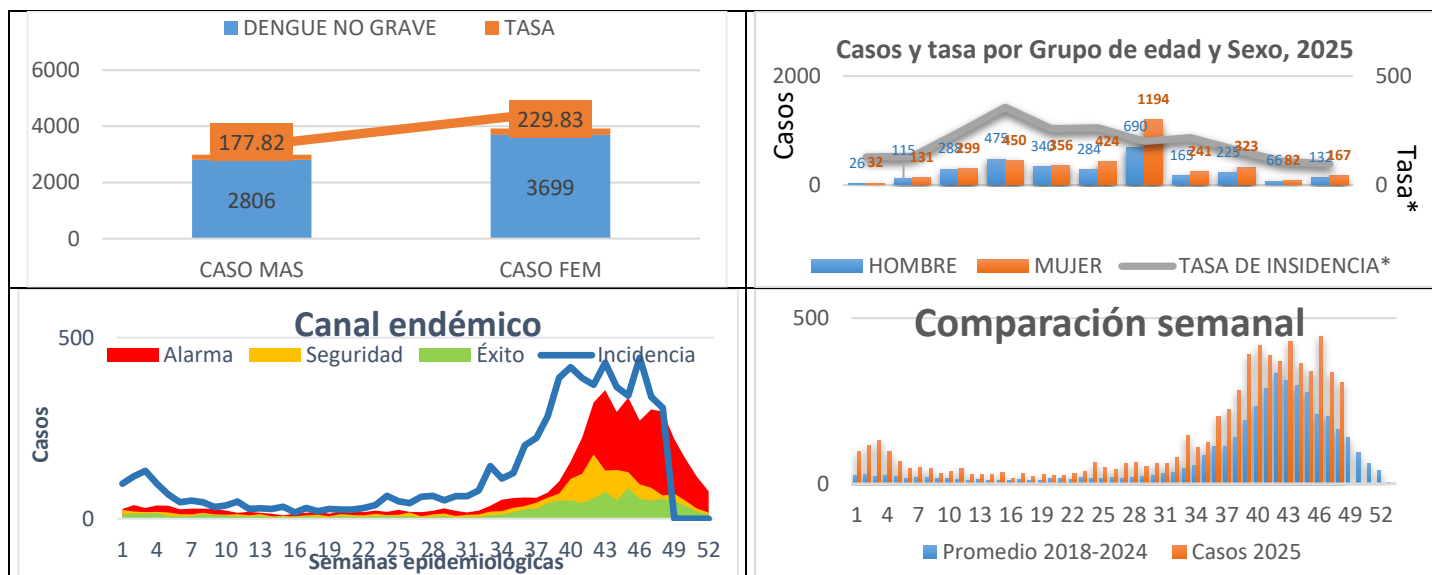 DENGUE NO GRAVE TASA
6000
4000
2000
0
177.82
229.83
2806
3699
CASO MAS CASO FEM
Casos y tasa por Grupo de edad y Sexo, 2025
2000
0
500
0
Casos
Tasa*
26 32 115 131 288 299 475 450 340 356 284 424 690 1194 165 241 225 323 66 82 132 167
HOMBRE MUJER TASA DE INSIDENCIA*
Canal endémico
500
0
Alarma Seguridad Éxito Incidencia
Casos
1 4 7 10 13 16 19 22 25 28 31 34 37 40 43 46 49 52
Semanas epidemiológicas
Comparación semanal
500
0
1 4 7 10 13 16 19 22 25 28 31 34 37 40 43 46 49 52
Promedio 2018-2024 Casos 2025